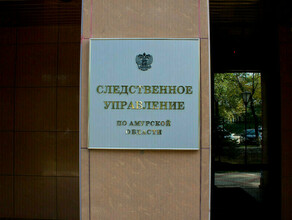 СЛЕДСТВЕННОЕ
УПРАВЛЕНИЕ
ПО АМУРСКОЙ
ОБЛАСТИ